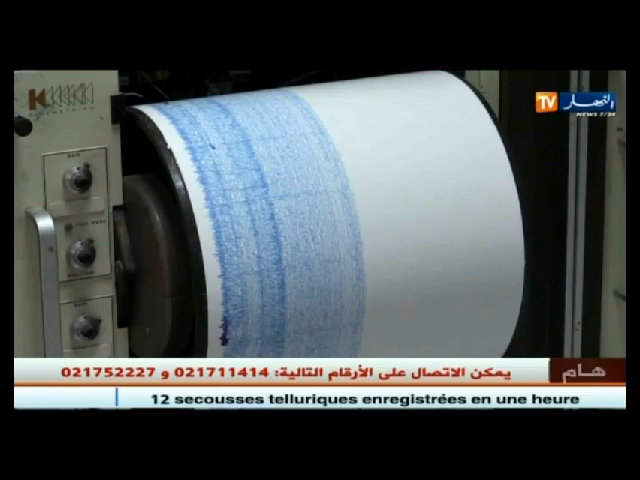 TV النهار
NEWS 7/24
K
هـام
يمكن الاتصال على الأرقام التالية: 021711414 و 021752227
12 secousses telluriques enregistrées en une heure